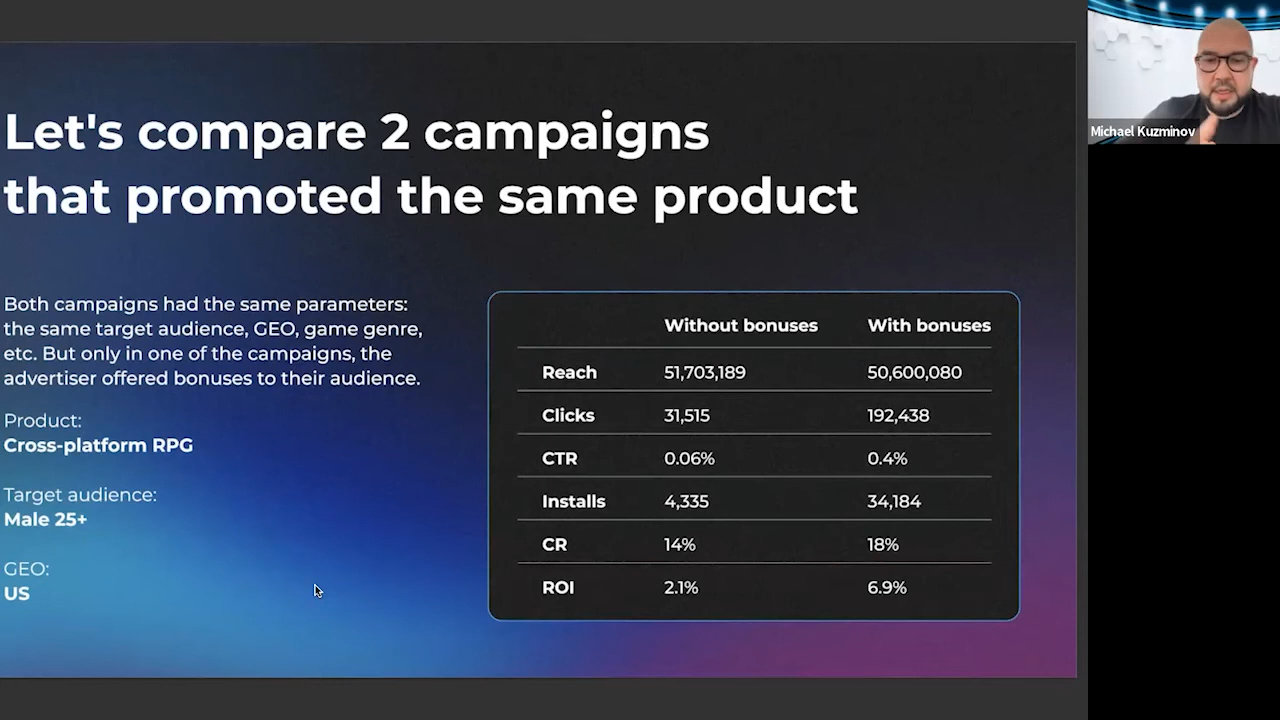 Let's compare 2 campaigns
that promoted the same product
Both campaigns had the same parameters:
the same target audience, GEO, game genre,
etc. But only in one of the campaigns, the
advertiser offered bonuses to their audience.
Product:
Cross-platform RPG
Target audience:
Male 25+
GEO:
US
Without bonuses With bonuses
Reach 51,703,189 50,600,080
Clicks 31,515 192,438
CTR 0.06% 0.4%
Installs 4,335 34,184
CR 14% 18%
ROI 2.1% 6.9%
Michael Kuzminov